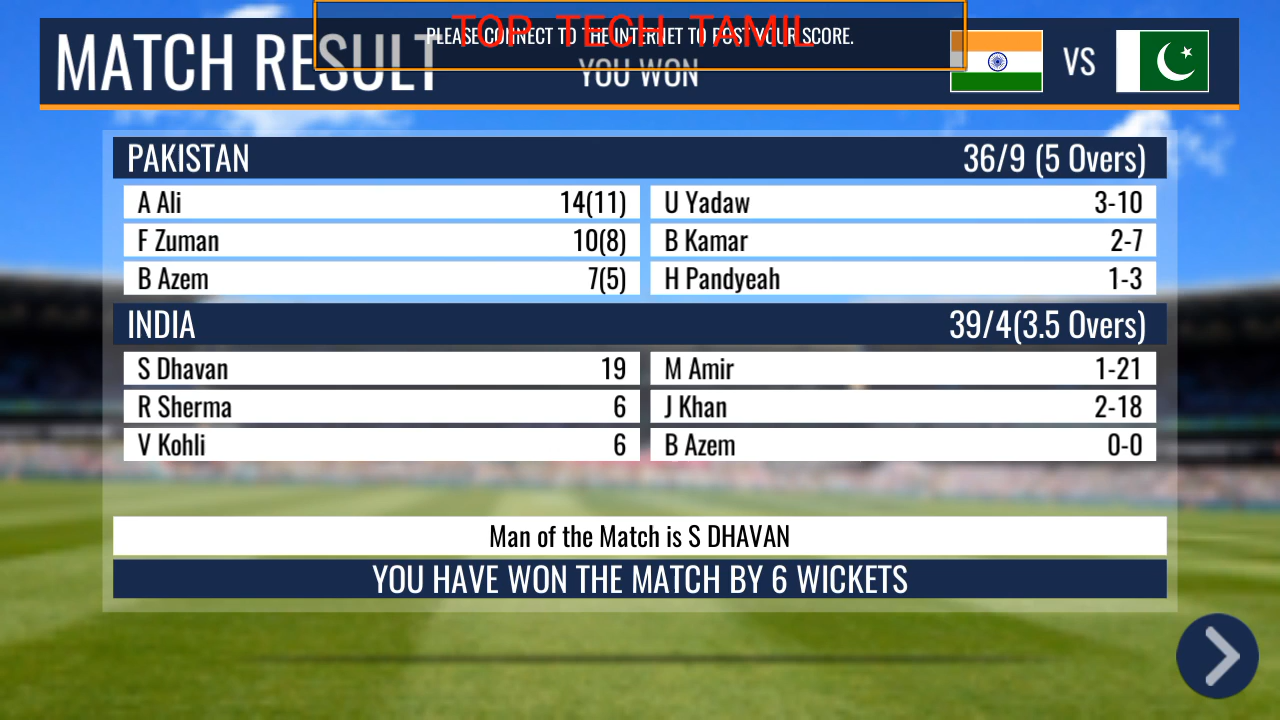 TOP TECH TAMIL
PLEASE CONNECT TO THE INTERNET TO POST YOUR SCORE.
MATCH RESULT
YOU WON
VS
PAKISTAN 36/9 (5 Overs)
A Ali 14(11) U Yadaw 3-10
F Zuman 10(8) B Kamar 2-7
B Azem 7(5) H Pandyeah 1-3
INDIA 39/4(3.5 Overs)
S Dhavan 19 M Amir 1-21
R Sherma 6 J Khan 2-18
V Kohli 6 B Azem 0-0
Man of the Match is S DHAVAN
YOU HAVE WON THE MATCH BY 6 WICKETS